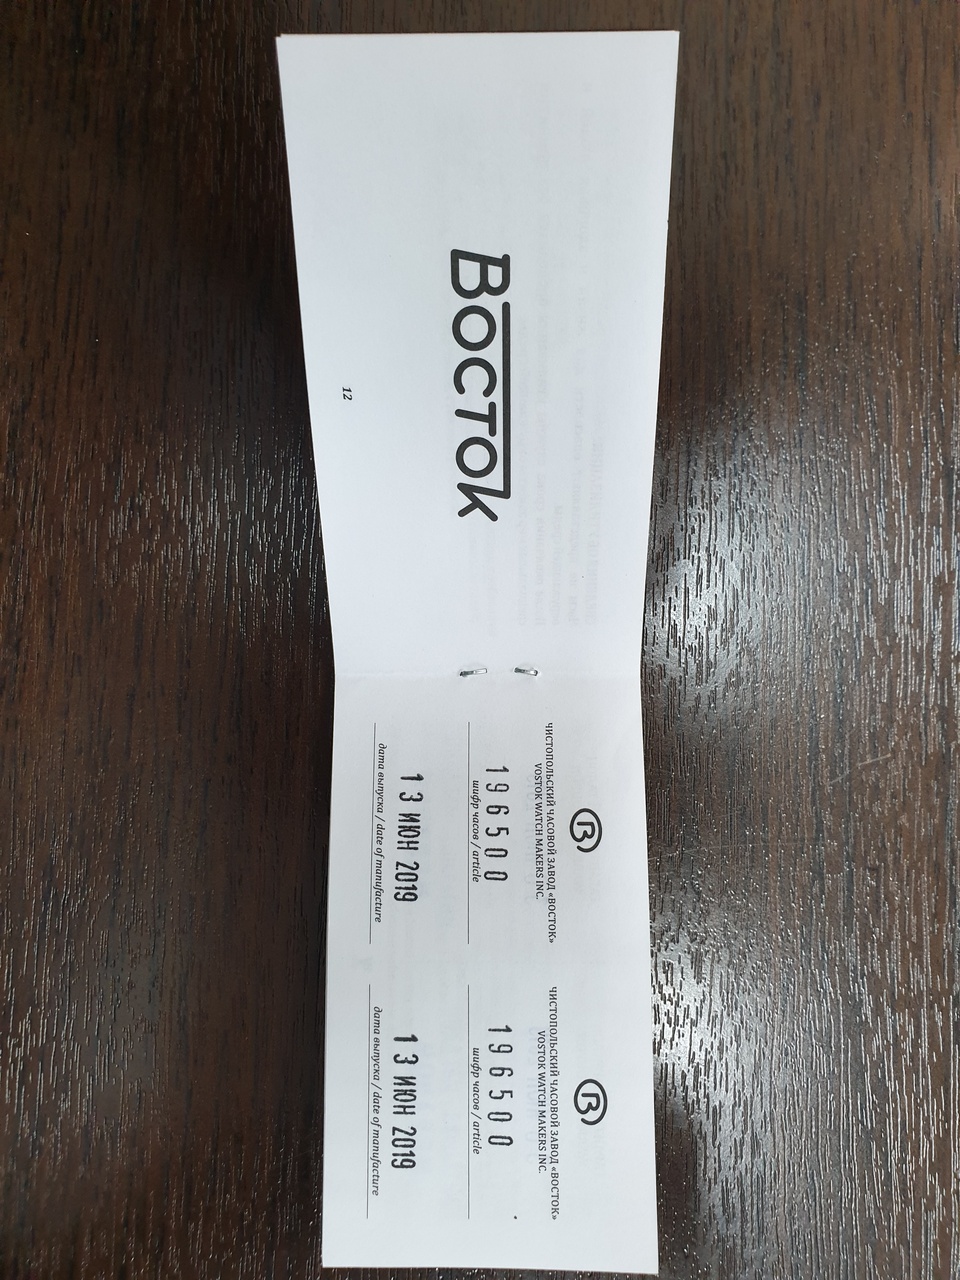 Восток
12
ЧИСТОПОЛЬСКИЙ ЧАСОВОЙ ЗАВОД «ВОСТОК»
VOSTOK WATCH MAKERS INC.
196500
шифр часов / article
13 ИЮН 2019
дата выпуска / date of manufacture
ЧИСТОПОЛЬСКИЙ ЧАСОВОЙ ЗАВОД «ВОСТОК»
VOSTOK WATCH MAKERS INC.
196500
шифр часов / article
13 ИЮН 2019
дата выпуска / date of manufacture